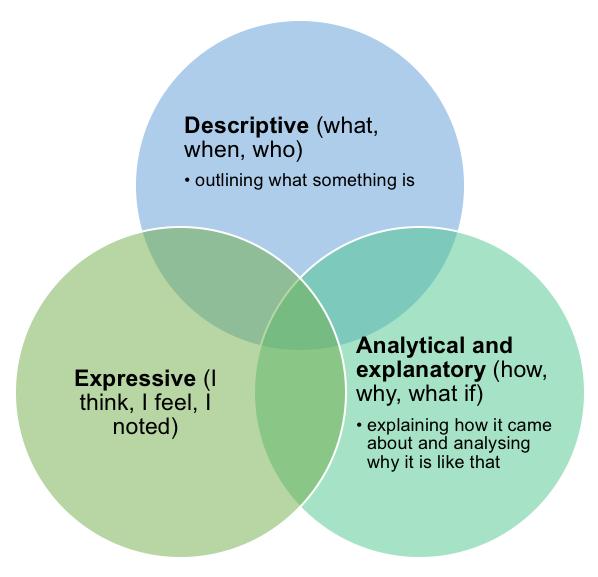 Descriptive (what,
when, who)
• outlining what something is
Expressive (I
think, I feel, I
noted)
Analytical and
explanatory (how,
why, what if)
• explaining how it came
about and analysing
why it is like that